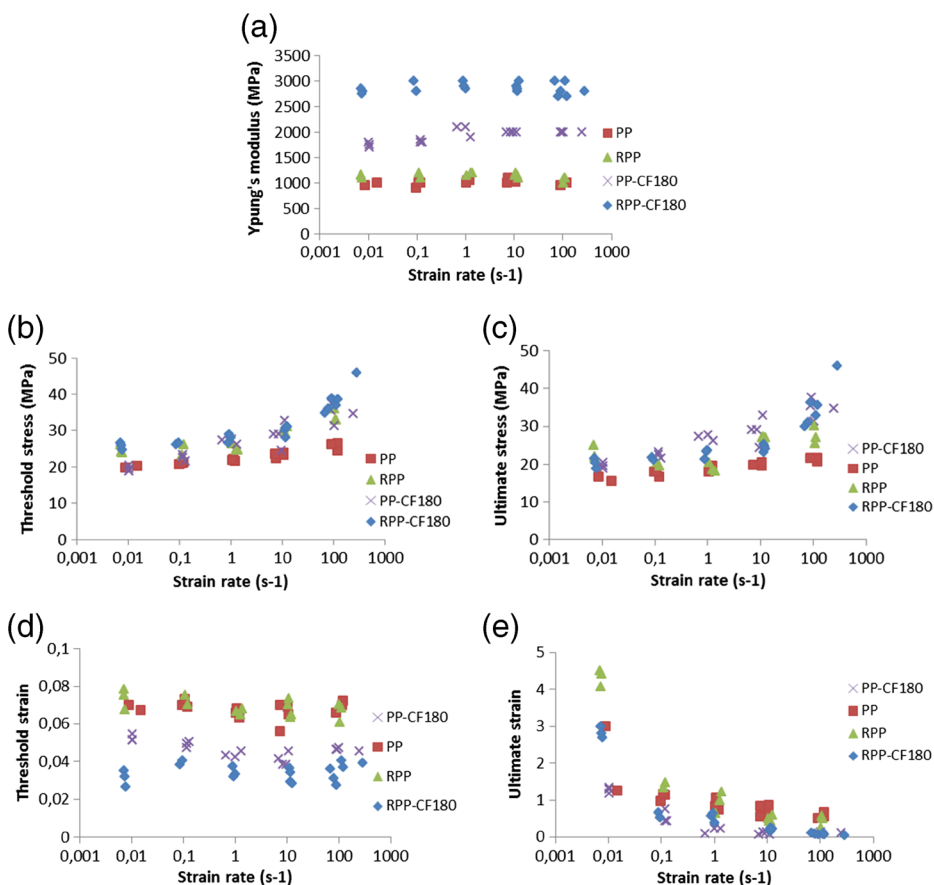 (a)
3500
3000
2500
2000
1500
1000
500
0
Ypung's modulus (MPa)
0,001 0,01 0,1 1 10 100 1000
Strain rate (s-1)
PP
RPP
PP-CF180
RPP-CF180
(b)
50
40
30
20
10
0
Threshold stress (MPa)
0,001 0,01 0,1 1 10 100 1000
Strain rate (s-1)
PP
RPP
PP-CF180
RPP-CF180
(c)
50
40
30
20
10
0
Ultimate stress (MPa)
0,001 0,01 0,1 1 10 100 1000
Strain rate (s-1)
PP-CF180
PP
RPP
RPP-CF180
(d)
0,1
0,08
0,06
0,04
0,02
0,00
Threshold strain
0,001 0,01 0,1 1 10 100 1000
Strain rate (s-1)
PP-CF180
PP
RPP
RPP-CF180
(e)
5
4
3
2
1
0
Ultimate strain
0,001 0,01 0,1 1 10 100 1000
Strain rate (s-1)
PP-CF180
PP
RPP
RPP-CF180